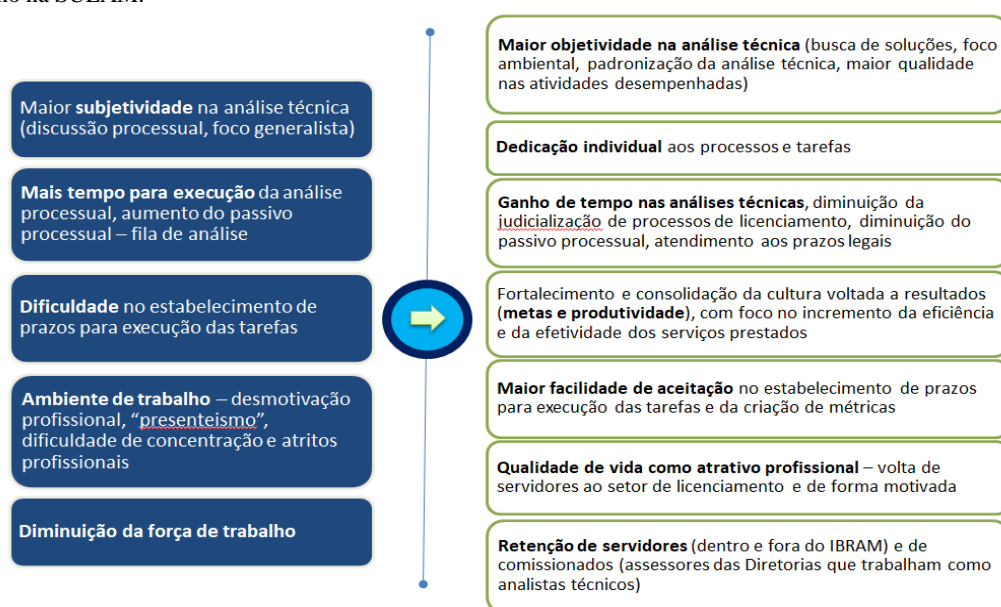 Maior subjetividade na análise técnica
(discussão processual, foco generalista)
Mais tempo para execução da análise
processual, aumento do passivo
processual – fila de análise
Dificuldade no estabelecimento de
prazos para execução das tarefas
Ambiente de trabalho – desmotivação
profissional, “presenteismo”,
dificuldade de concentração e atritos
profissionais
Diminuição da força de trabalho
Maior objetividade na análise técnica (busca de soluções, foco
ambiental, padronização da análise técnica, maior qualidade
nas atividades desempenhadas)
Dedicação individual aos processos e tarefas
Ganho de tempo nas análises técnicas, diminuição da
judicialização de processos de licenciamento, diminuição do
passivo processual, atendimento aos prazos legais
Fortalecimento e consolidação da cultura voltada a resultados
(metas e produtividade), com foco no incremento da eficiência
e da efetividade dos serviços prestados
Maior facilidade de aceitação no estabelecimento de prazos
para execução das tarefas e da criação de métricas
Qualidade de vida como atrativo profissional – volta de
servidores ao setor de licenciamento e de forma motivada
Retenção de servidores (dentro e fora do IBRAM) e de
comissionados (assessores das Diretorias que trabalham como
analistas técnicos)